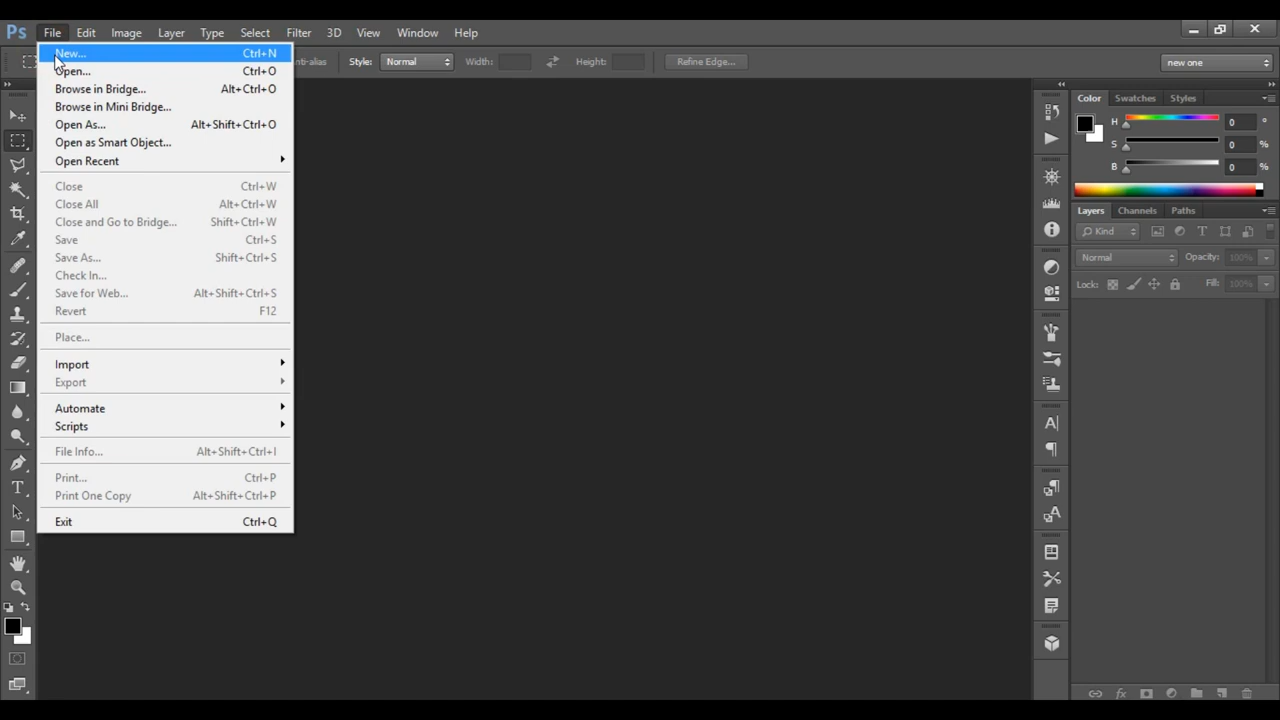 Ps File Edit Image Layer Type Select Filter 3D View Window Help
nti-alias Style: Normal Width: Height: Refine Edge... new one
New... Ctrl+N
Open... Ctrl+O
Browse in Bridge... Alt+Ctrl+O
Browse in Mini Bridge...
Open As... Alt+Shift+Ctrl+O
Open as Smart Object...
Open Recent
Close Ctrl+W
Close All Alt+Ctrl+W
Close and Go to Bridge... Shift+Ctrl+W
Save Ctrl+S
Save As... Shift+Ctrl+S
Check In...
Save for Web... Alt+Shift+Ctrl+S
Revert F12
Place...
Import
Export
Automate
Scripts
File Info... Alt+Shift+Ctrl+I
Print... Ctrl+P
Print One Copy Alt+Shift+Ctrl+P
Exit Ctrl+Q
Color Swatches Styles
H 0 °
S 0 %
B 0 %
Layers Channels Paths
Kind
Normal Opacity: 100%
Lock: Fill: 100%